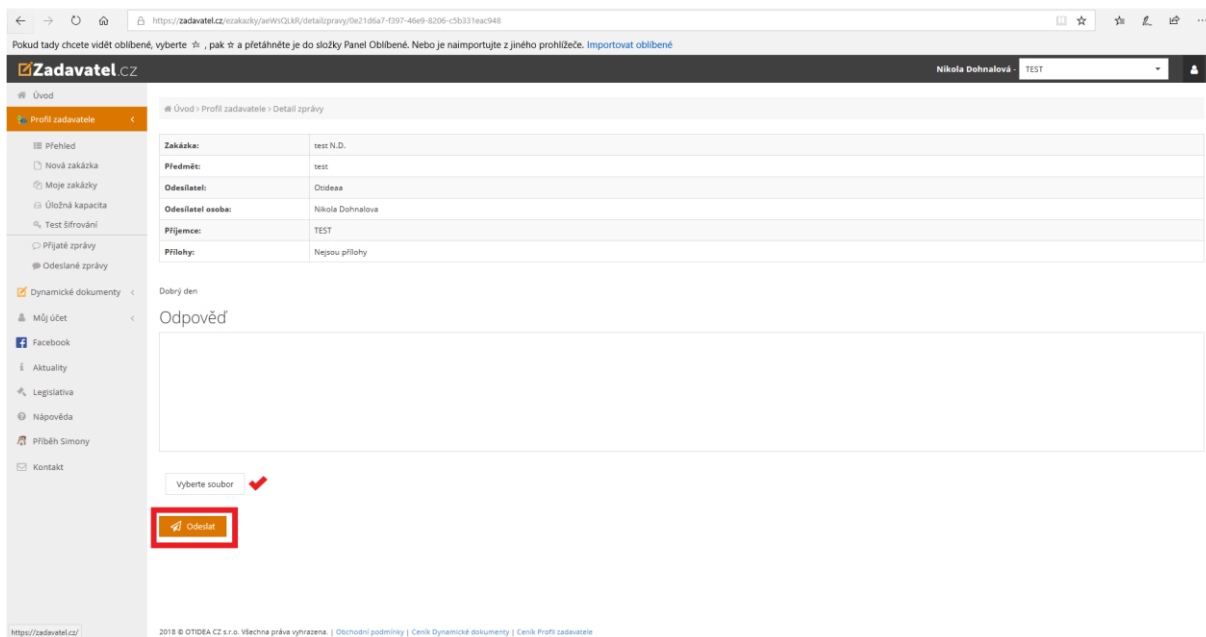 https://zadavatel.cz/ezakazky/aeWsQLkR/detailzpravy/0e21d6a7-f397-46e9-8206-c5b331eac948
Pokud tady chcete vidět oblíbené, vyberte ☆ , pak ☆ a přetáhněte je do složky Panel Oblíbené. Nebo je naimportujte z jiného prohlížeče. Importovat oblíbené
Zadavatel.cz
Nikola Dohnalová - TEST
Úvod
Profil zadavatele
Přehled
Nová zakázka
Moje zakázky
Úložná kapacita
Test šifrování
Přijaté zprávy
Odeslané zprávy
Dynamické dokumenty
Můj účet
Facebook
Aktuality
Legislativa
Nápověda
Příběh Simony
Kontakt
Úvod > Profil zadavatele > Detail zprávy
Zakázka: test N.D.
Předmět: test
Odesílatel: Otideaa
Odesílatel osoba: Nikola Dohnalova
Příjemce: TEST
Přílohy: Nejsou přílohy
Dobrý den
Odpověď
Vyberte soubor
Odeslat
https://zadavatel.cz/
2018 © OTIDEA CZ s.r.o. Všechna práva vyhrazena. | Obchodní podmínky | Ceník Dynamické dokumenty | Ceník Profil zadavatele